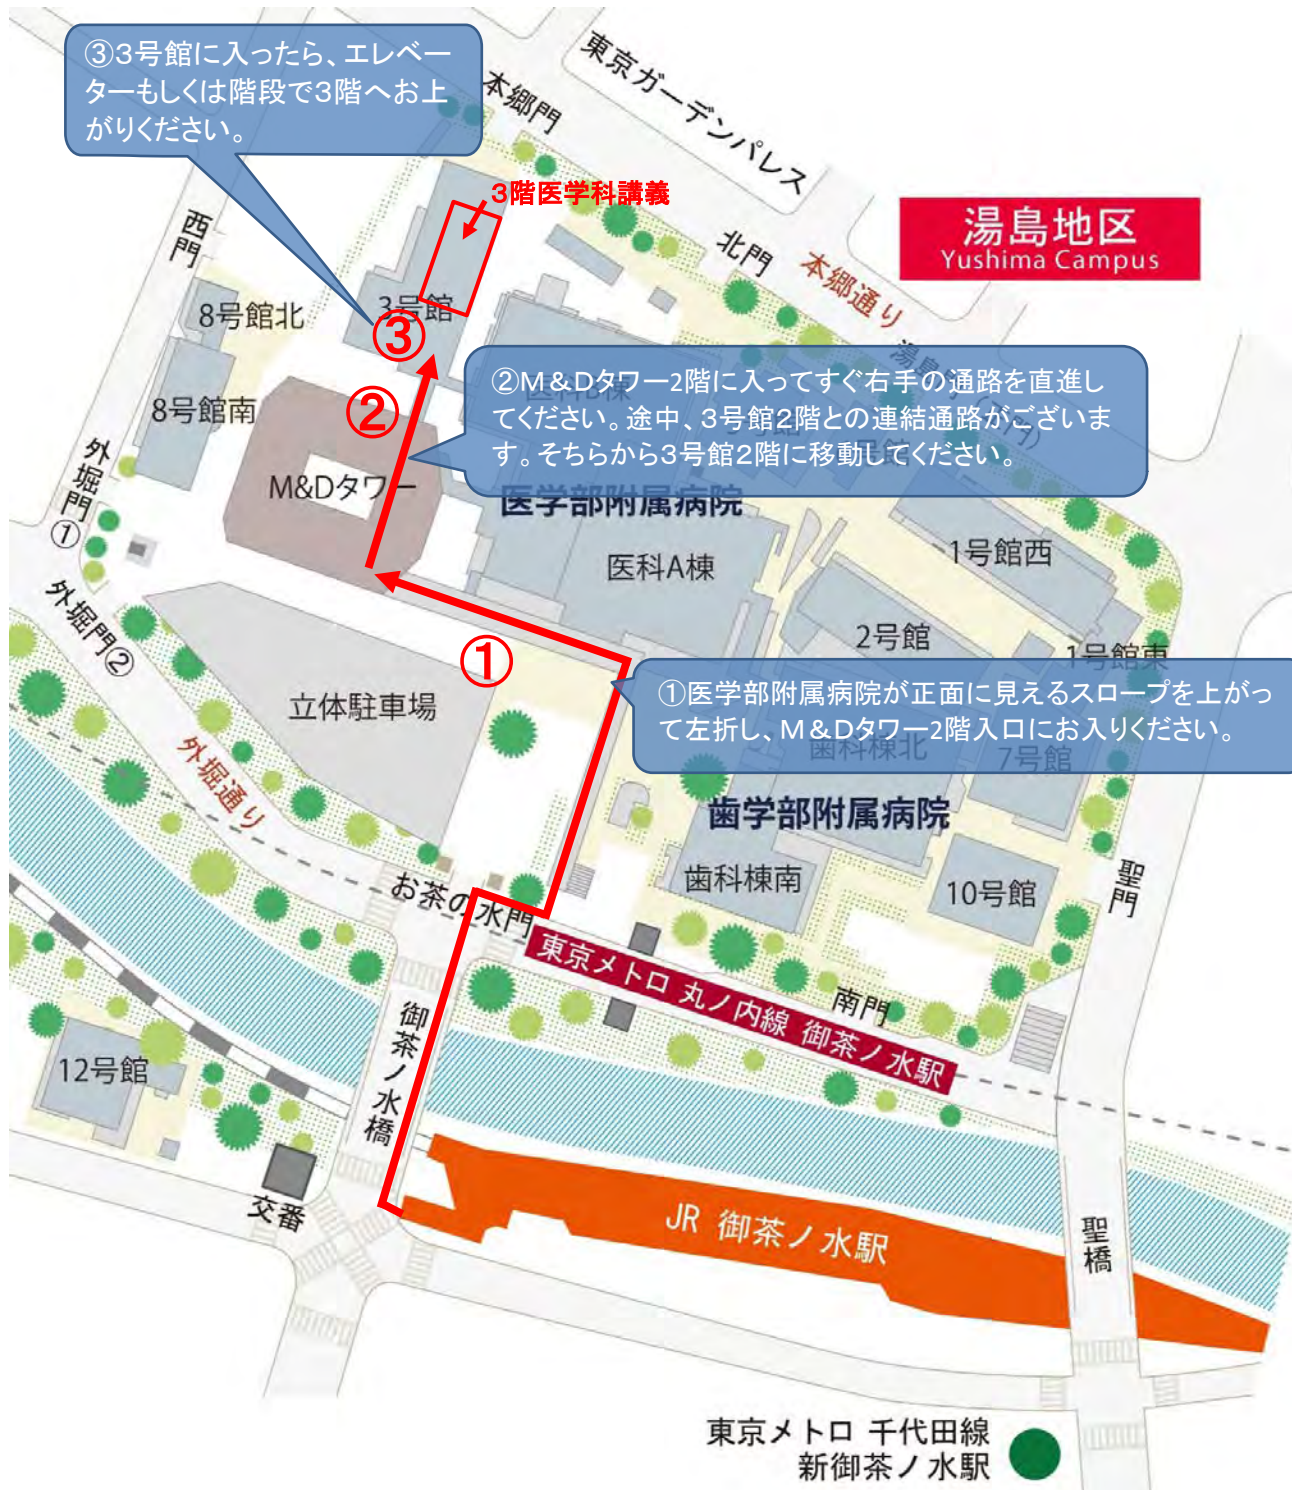 ③3号館に入ったら、エレベー
ターもしくは階段で3階へお上
がりください。
東京ガーデンパレス
本郷門
3階医学科講義
西門
北門
本郷通り
湯島地区
Yushima Campus
8号館北
3号館
③
②
8号館南
②M&Dタワー2階に入ってすぐ右手の通路を直進し
てください。途中、3号館2階との連結通路がございま
す。そちらから3号館2階に移動してください。
医科B棟
外堀門①
M&Dタワー
医学部附属病院
医科A棟
1号館西
外堀門②
2号館
1号館東
①
①医学部附属病院が正面に見えるスロープを上がっ
て左折し、M&Dタワー2階入口にお入りください。
立体駐車場
歯科棟北
7号館
外堀通り
歯学部附属病院
歯科棟南
10号館
聖門
お茶の水門
東京メトロ 丸ノ内線 御茶ノ水駅
南門
御茶ノ水橋
12号館
交番
JR 御茶ノ水駅
聖橋
東京メトロ 千代田線
新御茶ノ水駅